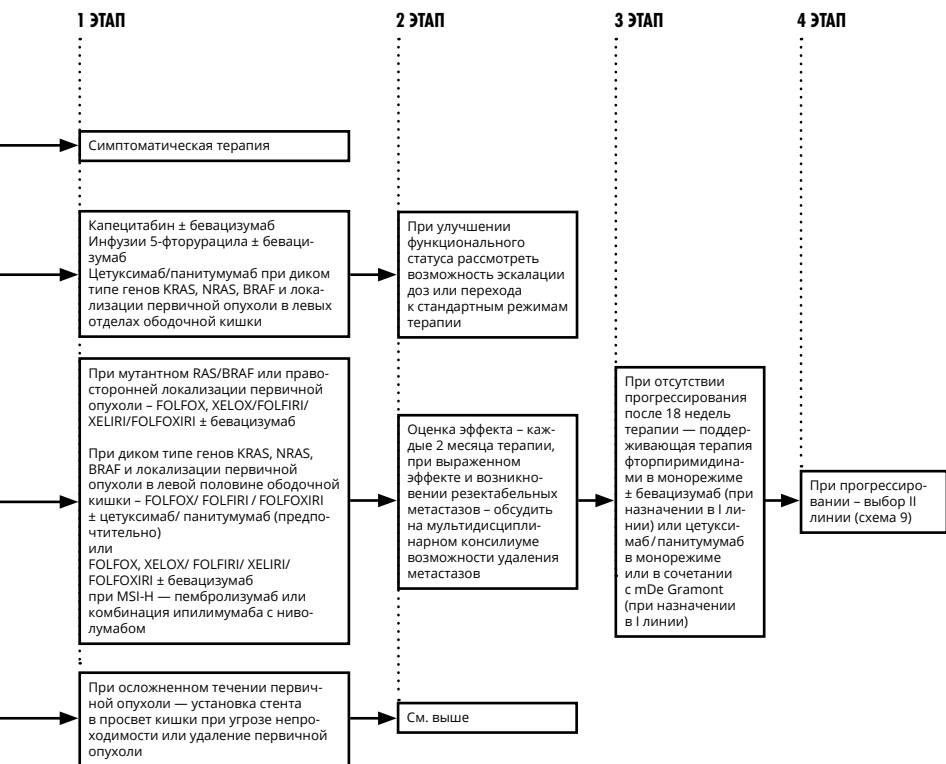 1 ЭТАП
2 ЭТАП
3 ЭТАП
4 ЭТАП
Симптоматическая терапия
Капецитабин ± бевацизумаб
Инфузии 5-фторурацила ± беваци-
зумаб
Цетуксимаб/панитумумаб при диком
типе генов KRAS, NRAS, BRAF и лока-
лизации первичной опухоли в левых
отделах ободочной кишки
При улучшении
функционального
статуса рассмотреть
возможность эскалации
доз или перехода
к стандартным режимам
терапии
При мутантном RAS/BRAF или право-
сторонней локализации первичной
опухоли – FOLFOX, XELOX/FOLFIRI/
XELIRI/FOLFOXIRI ± бевацизумаб
При диком типе генов KRAS, NRAS,
BRAF и локализации первичной
опухоли в левой половине ободочной
кишки – FOLFOX/ FOLFIRI / FOLFOXIRI
± цетуксимаб/ панитумумаб (предпо-
чтительно)
или
FOLFOX, XELOX/ FOLFIRI/ XELIRI/
FOLFOXIRI ± бевацизумаб
при MSI-H — пембролизумаб или
комбинация ипилимумаба с ниво-
лумабом
Оценка эффекта – каж-
дые 2 месяца терапии,
при выраженном
эффекте и возникно-
вении резектабельных
метастазов – обсудить
на мультидисципли-
нарном консилиуме
возможности удаления
метастазов
При отсутствии
прогрессирования
после 18 недель
терапии — поддер-
живающая терапия
фторпиримидина-
ми в монорежиме
± бевацизумаб (при
назначении в I ли-
нии) или цетукси-
маб/панитумумаб
в монорежиме
или в сочетании
с mDe Gramont
(при назначении
в I линии)
При прогрессиро-
вании – выбор II
линии (схема 9)
При осложненном течении первич-
ной опухоли — установка стента
в просвет кишки при угрозе непро-
ходимости или удаление первичной
опухоли
См. выше